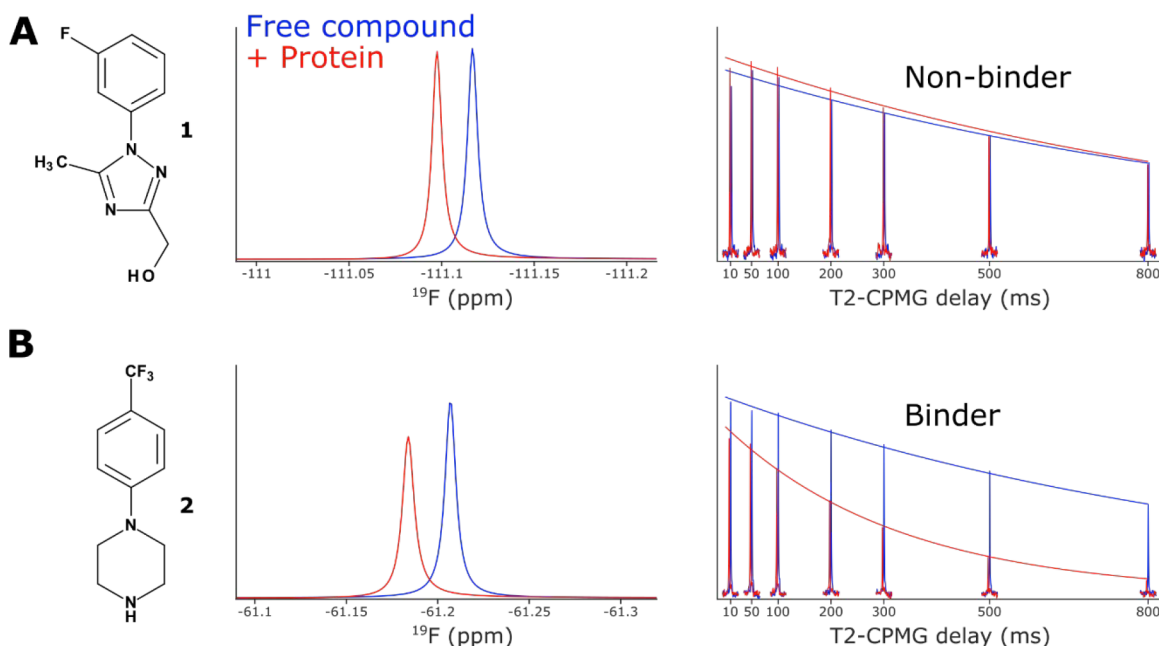 A
F
1
N
N
N
H₃C
HO
Free compound
+ Protein
-111 -111.05 -111.1 -111.15 -111.2
¹⁹F (ppm)
Non-binder
10 50 100 200 300 500 800
T2-CPMG delay (ms)
B
CF₃
2
N
N
H
-61.1 -61.15 -61.2 -61.25 -61.3
¹⁹F (ppm)
Binder
10 50 100 200 300 500 800
T2-CPMG delay (ms)